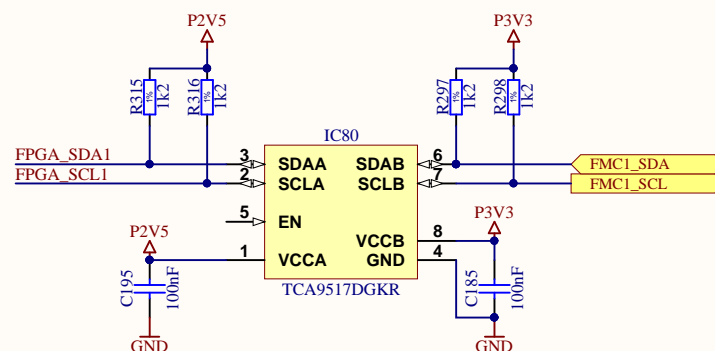 P2V5
P3V3
R315
1%
1k2
R316
1%
1k2
R297
1%
1k2
R298
1%
1k2
IC80
FPGA_SDA1
3
SDAA
SDAB
6
FMC1_SDA
FPGA_SCL1
2
SCLA
SCLB
7
FMC1_SCL
5
EN
P2V5
P3V3
VCCB
8
1
VCCA
GND
4
C195
100nF
TCA9517DGKR
C185
100nF
GND
GND